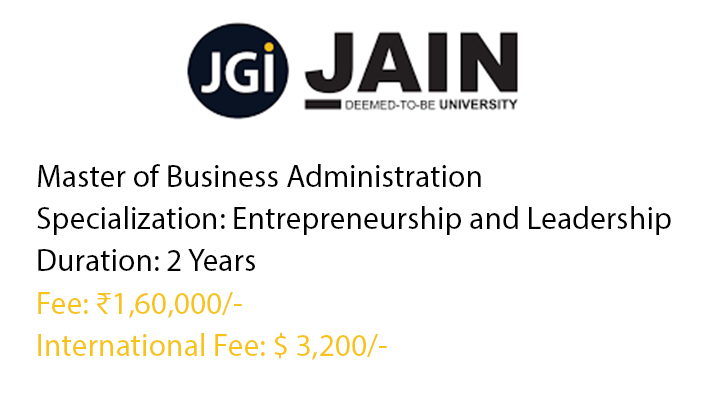 JGi JAIN
DEEMED-TO-BE UNIVERSITY
Master of Business Administration
Specialization: Entrepreneurship and Leadership
Duration: 2 Years
Fee: ₹1,60,000/-
International Fee: $ 3,200/-